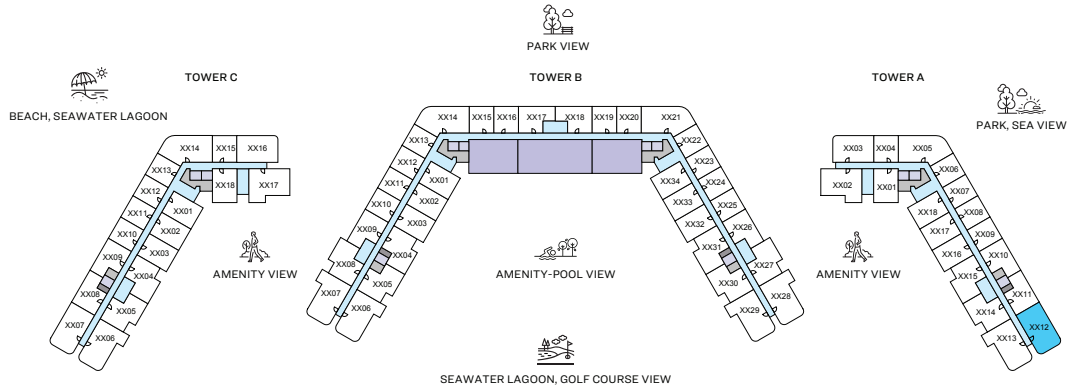 PARK VIEW
TOWER C
TOWER B
TOWER A
BEACH, SEAWATER LAGOON
PARK, SEA VIEW
XX14
XX15
XX16
XX13
XX18
XX17
XX12
XX01
XX11
XX02
XX10
XX03
XX09
XX04
XX08
XX05
XX07
XX06
XX14
XX15
XX16
XX17
XX18
XX19
XX20
XX21
XX13
XX22
XX12
XX23
XX01
XX34
XX11
XX24
XX02
XX33
XX10
XX25
XX03
XX32
XX09
XX26
XX04
XX31
XX08
XX27
XX05
XX30
XX07
XX28
XX06
XX29
XX03
XX04
XX05
XX06
XX02
XX01
XX07
XX18
XX08
XX17
XX09
XX16
XX10
XX15
XX11
XX14
XX12
XX13
AMENITY VIEW
AMENITY-POOL VIEW
AMENITY VIEW
SEAWATER LAGOON, GOLF COURSE VIEW